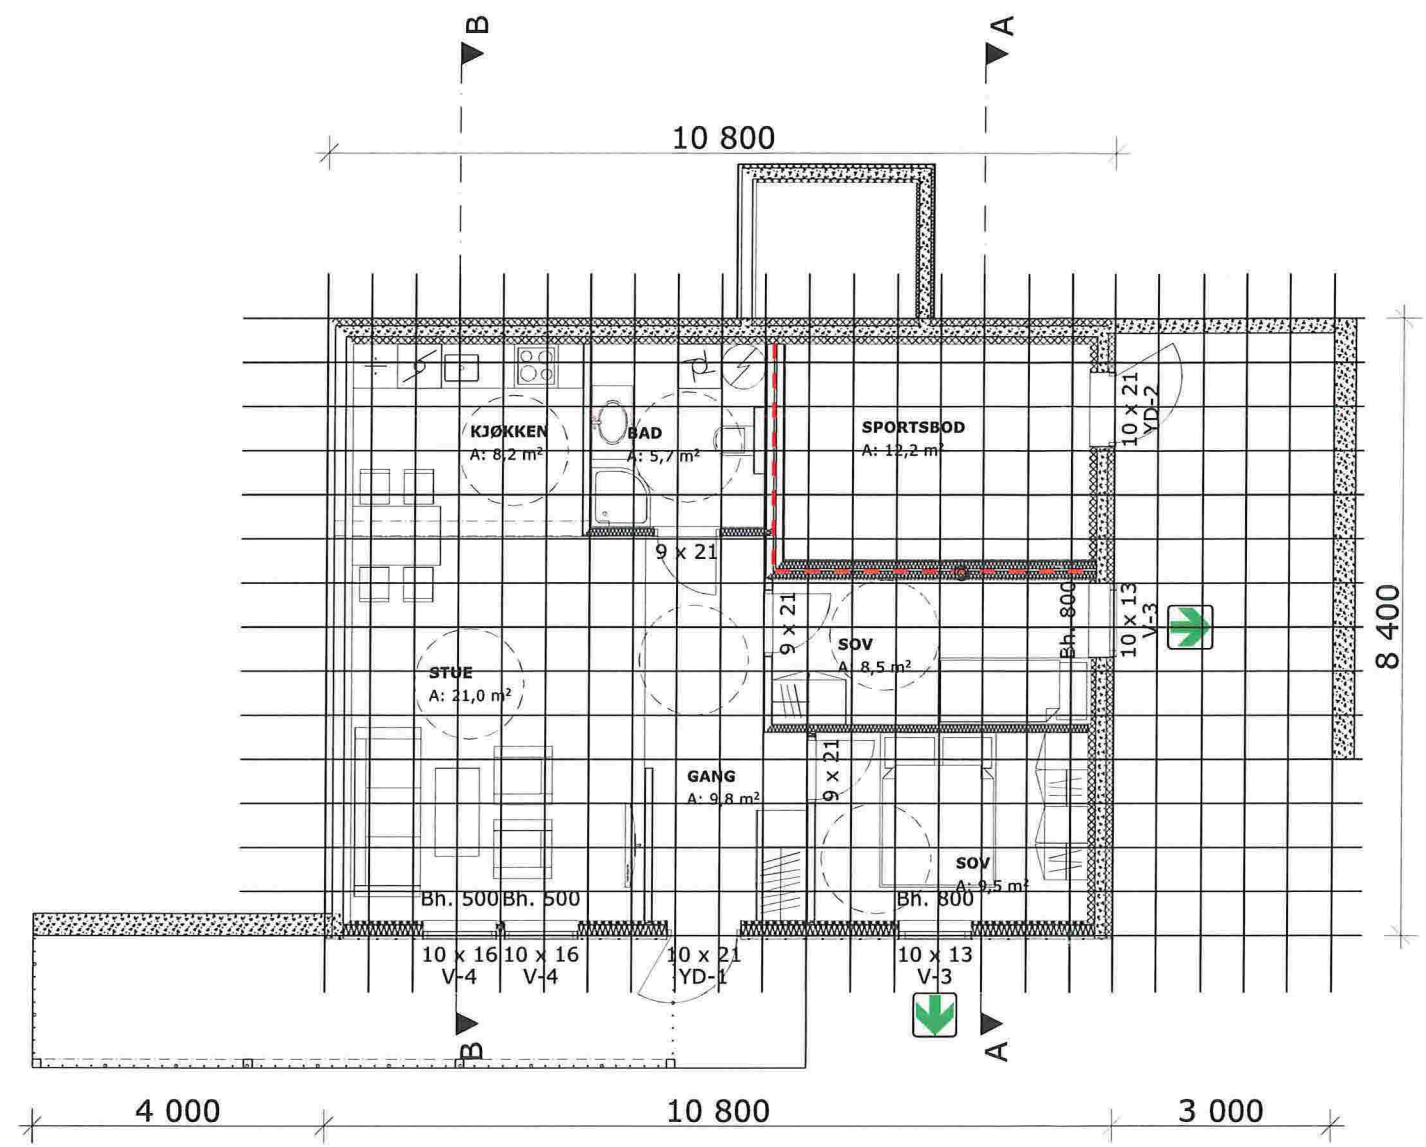 B
A
10 800
KJØKKEN
A: 8,2 m²
BAD
A: 5,7 m²
SPORTSBOD
A: 12,2 m²
10 x 21
YD-2
9 x 21
9 x 21
SOV
A: 8,5 m²
Bh. 800
10 x 13
V-3
8 400
STUE
A: 21,0 m²
GANG
A: 9,8 m²
9 x 21
SOV
A: 9,5 m²
Bh. 500
Bh. 500
Bh. 800
10 x 16
V-4
10 x 16
V-4
10 x 21
YD-1
10 x 13
V-3
B
A
4 000
10 800
3 000